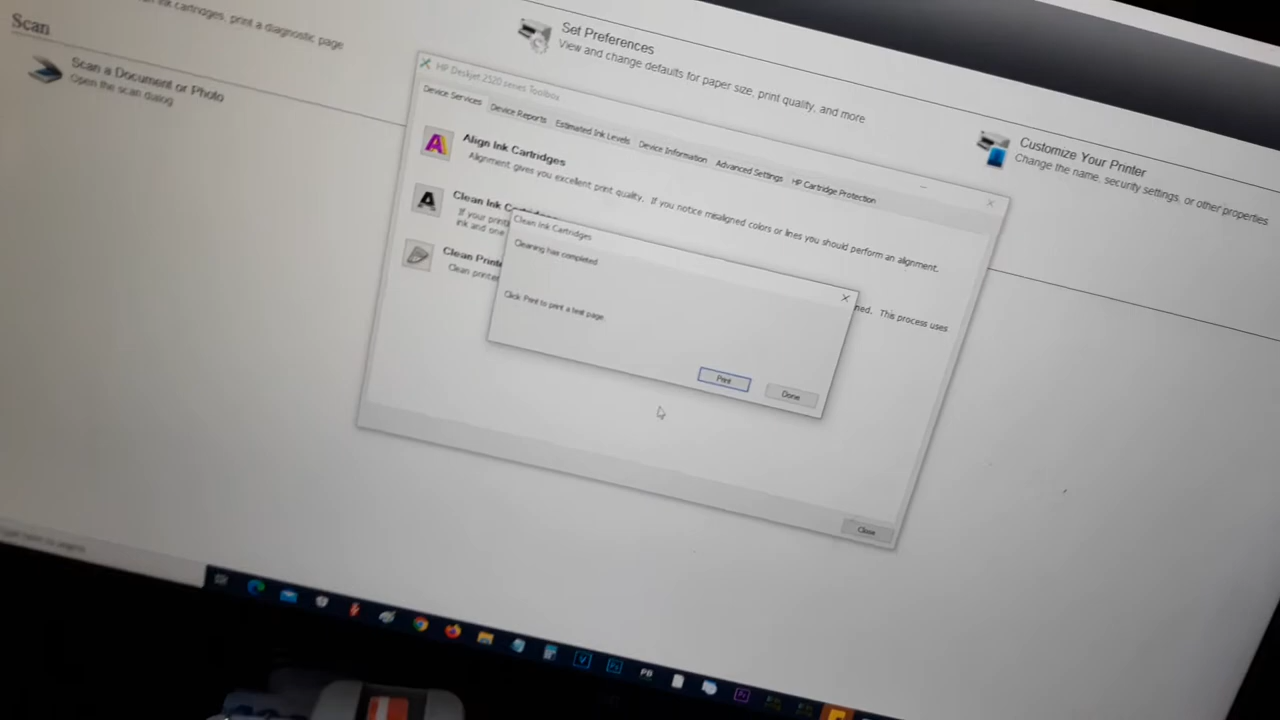 ink cartridges, print a diagnostic page
Scan
Scan a Document or Photo
Open the scan dialog
Set Preferences
View and change defaults for paper size, print quality, and more
Customize Your Printer
Change the name, security settings, or other properties
HP Deskjet 2520 series Toolbox
Device Services
Device Reports
Estimated Ink Levels
Device Information
Advanced Settings
HP Cartridge Protection
Align Ink Cartridges
Alignment gives you excellent print quality. If you notice misaligned colors or lines you should perform an alignment.
Clean Ink Cartridges
If your print
ned. This process uses
ink and one
Clean Printe
Clean printer
Clean Ink Cartridges
Cleaning has completed.
Click Print to print a test page.
Print
Done
Close
PB